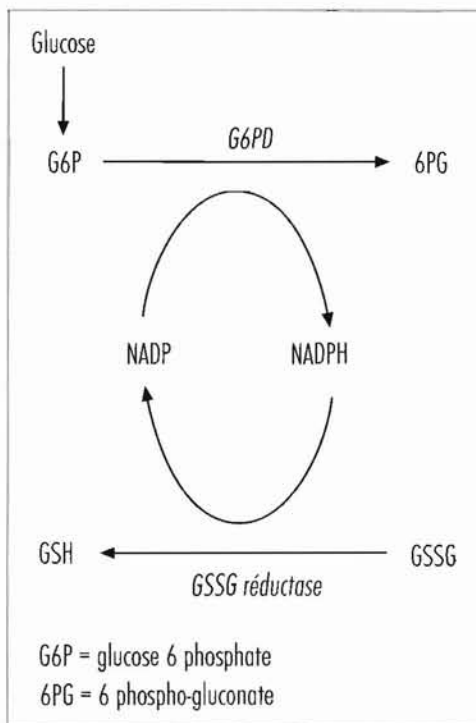 Glucose
G6PD
G6P 6PG
NADP NADPH
GSH GSSG
GSSG réductase
G6P = glucose 6 phosphate
6PG = 6 phospho-gluconate